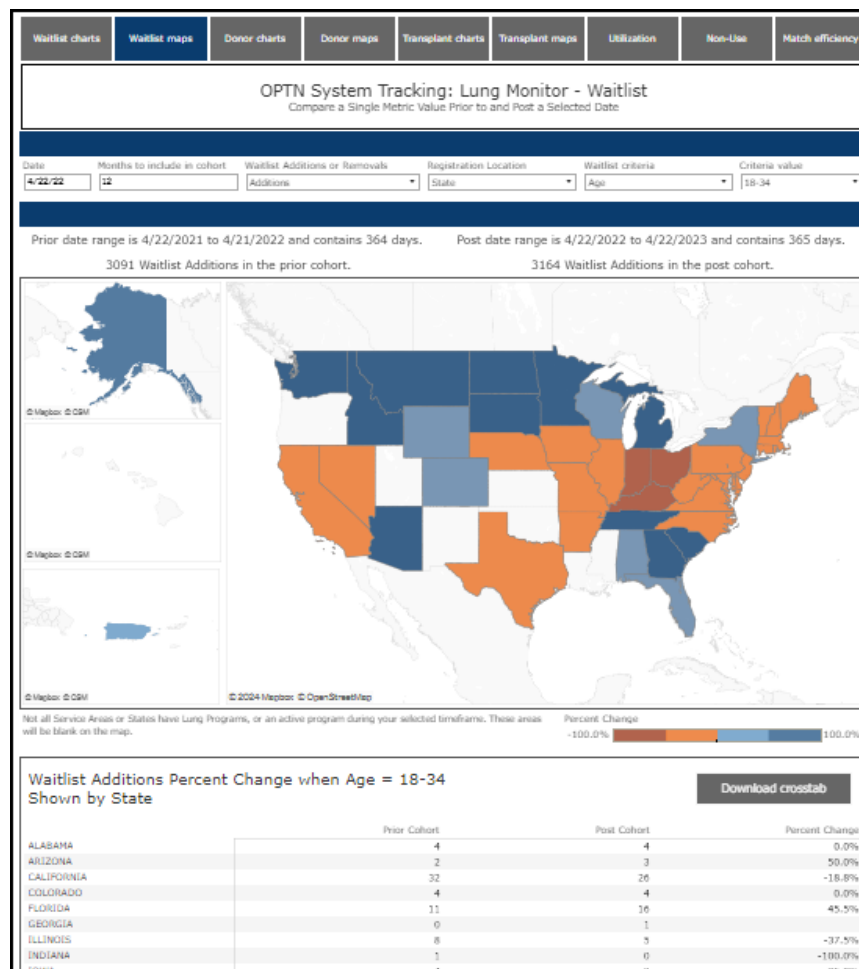 Waitlist charts Waitlist maps Donor charts Donor maps Transplant charts Transplant maps Utilization Non-Use Match efficiency
OPTN System Tracking: Lung Monitor - Waitlist
Compare a Single Metric Value Prior to and Post a Selected Date
Date Months to include in cohort Waitlist Additions or Removals Registration Location Waitlist criteria Criteria value
4/22/22 12 Additions State Age 18-34
Prior date range is 4/22/2021 to 4/21/2022 and contains 364 days. Post date range is 4/22/2022 to 4/22/2023 and contains 365 days.
3091 Waitlist Additions in the prior cohort. 3164 Waitlist Additions in the post cohort.
© Mapbox © OSM
© Mapbox © OSM
© Mapbox © OSM © 2024 Mapbox © OpenStreetMap
Not all Service Areas or States have Lung Programs, or an active program during your selected timeframe. These areas
will be blank on the map.
Percent Change
-100.0% 100.0%
Waitlist Additions Percent Change when Age = 18-34
Shown by State
Download crosstab
Prior Cohort Post Cohort Percent Change
ALABAMA 4 4 0.0%
ARIZONA 2 3 50.0%
CALIFORNIA 32 26 -18.8%
COLORADO 4 4 0.0%
FLORIDA 11 16 45.5%
GEORGIA 0 1
ILLINOIS 8 5 -37.5%
INDIANA 1 0 -100.0%